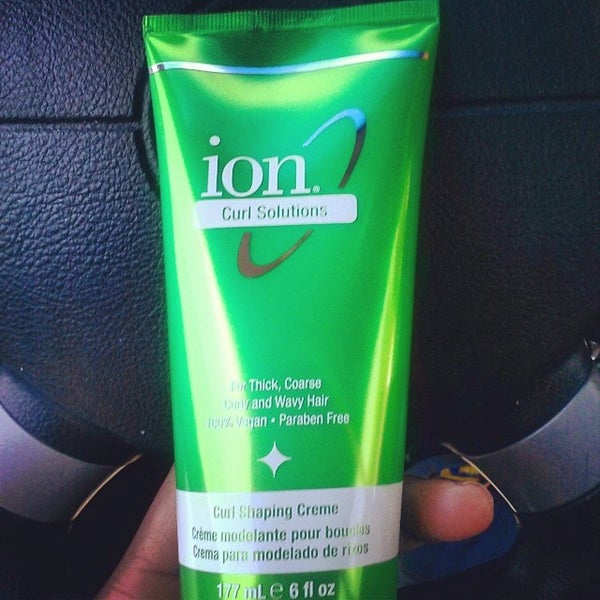 ion®
Curl Solutions
For Thick, Coarse
Curly and Wavy Hair
100% Vegan • Paraben Free
Curl Shaping Creme
Crème modelante pour boucles
Crema para modelado de rizos
177 mL ℮ 6 fl oz